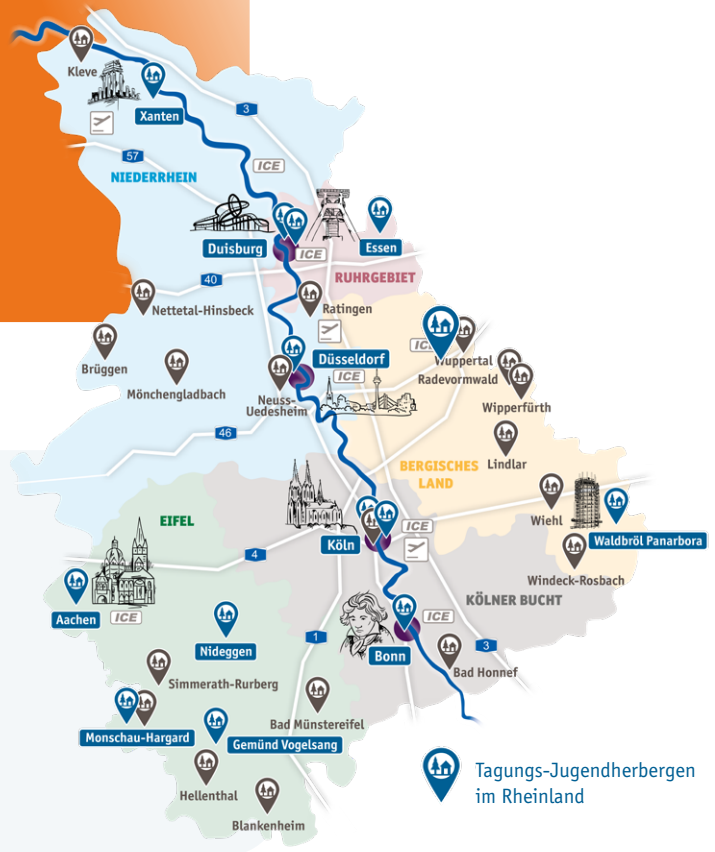 Kleve
Xanten
3
57
ICE
NIEDERRHEIN
Duisburg
Essen
ICE
RUHRGEBIET
40
Nettetal-Hinsbeck
Ratingen
Brüggen
Düsseldorf
IC
Wuppertal
Mönchengladbach
ICE
Radevormwald
Neuss-
Uedesheim
Wipperfürth
46
Lindlar
BERGISCHES
LAND
EIFEL
Wiehl
ICE
Köln
Waldbröl Panarbora
4
Windeck-Rosbach
KÖLNER BUCHT
Aachen
ICE
ICE
Nideggen
1
3
Bonn
Bad Honnef
Simmerath-Rurberg
Bad Münstereifel
Monschau-Hargard
Gemünd Vogelsang
Hellenthal
Blankenheim
Tagungs-Jugendherbergen
im Rheinland